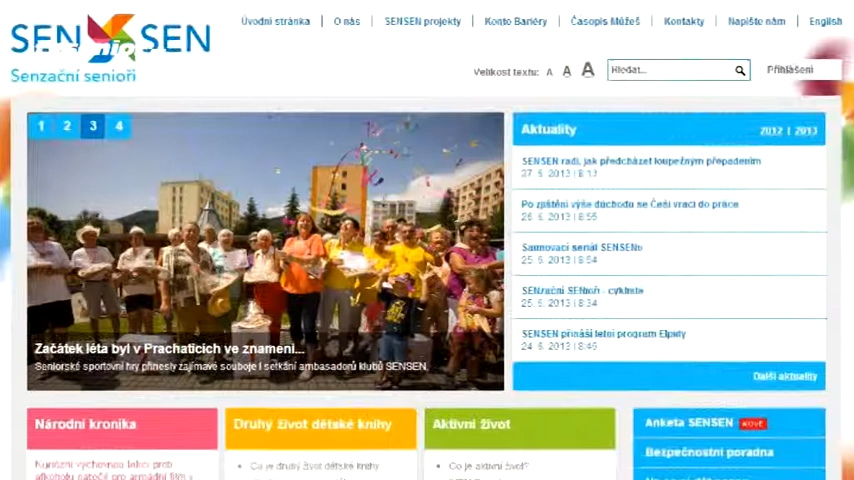 Úvodní stránka | O nás | SENSEN projekty | Konto Bariéry | Časopis Můžeš | Kontakty | Napište nám | English
SEN SEN
Senzační senioři
Velikost textu: A A A
Hledat...
Přihlášení
1 2 3 4
Začátek léta byl v Prachaticích ve znamení...
Seniorské sportovní hry přinesly zajímavé souboje i setkání ambasadorů klubů SENSEN.
Aktuality
2012 | 2013
SENSEN radí, jak předcházet loupežným přepadením
27. 6. 2013 | 8:13
Po zjištění výše důchodu se Češi vrací do práce
26. 6. 2013 | 8:55
25. 6. 2013 | 8:54
SENzační SENioři - cyklista
25. 6. 2013 | 8:34
SENSEN přináší letní program Elpidy
24. 6. 2013 | 8:46
Další aktuality
Národní kronika
Druhý život dětské knihy
Co je druhý život dětské knihy
Aktivní život
Co je aktivní život?
Anketa SENSEN NOVÉ
Bezpečnostní poradna